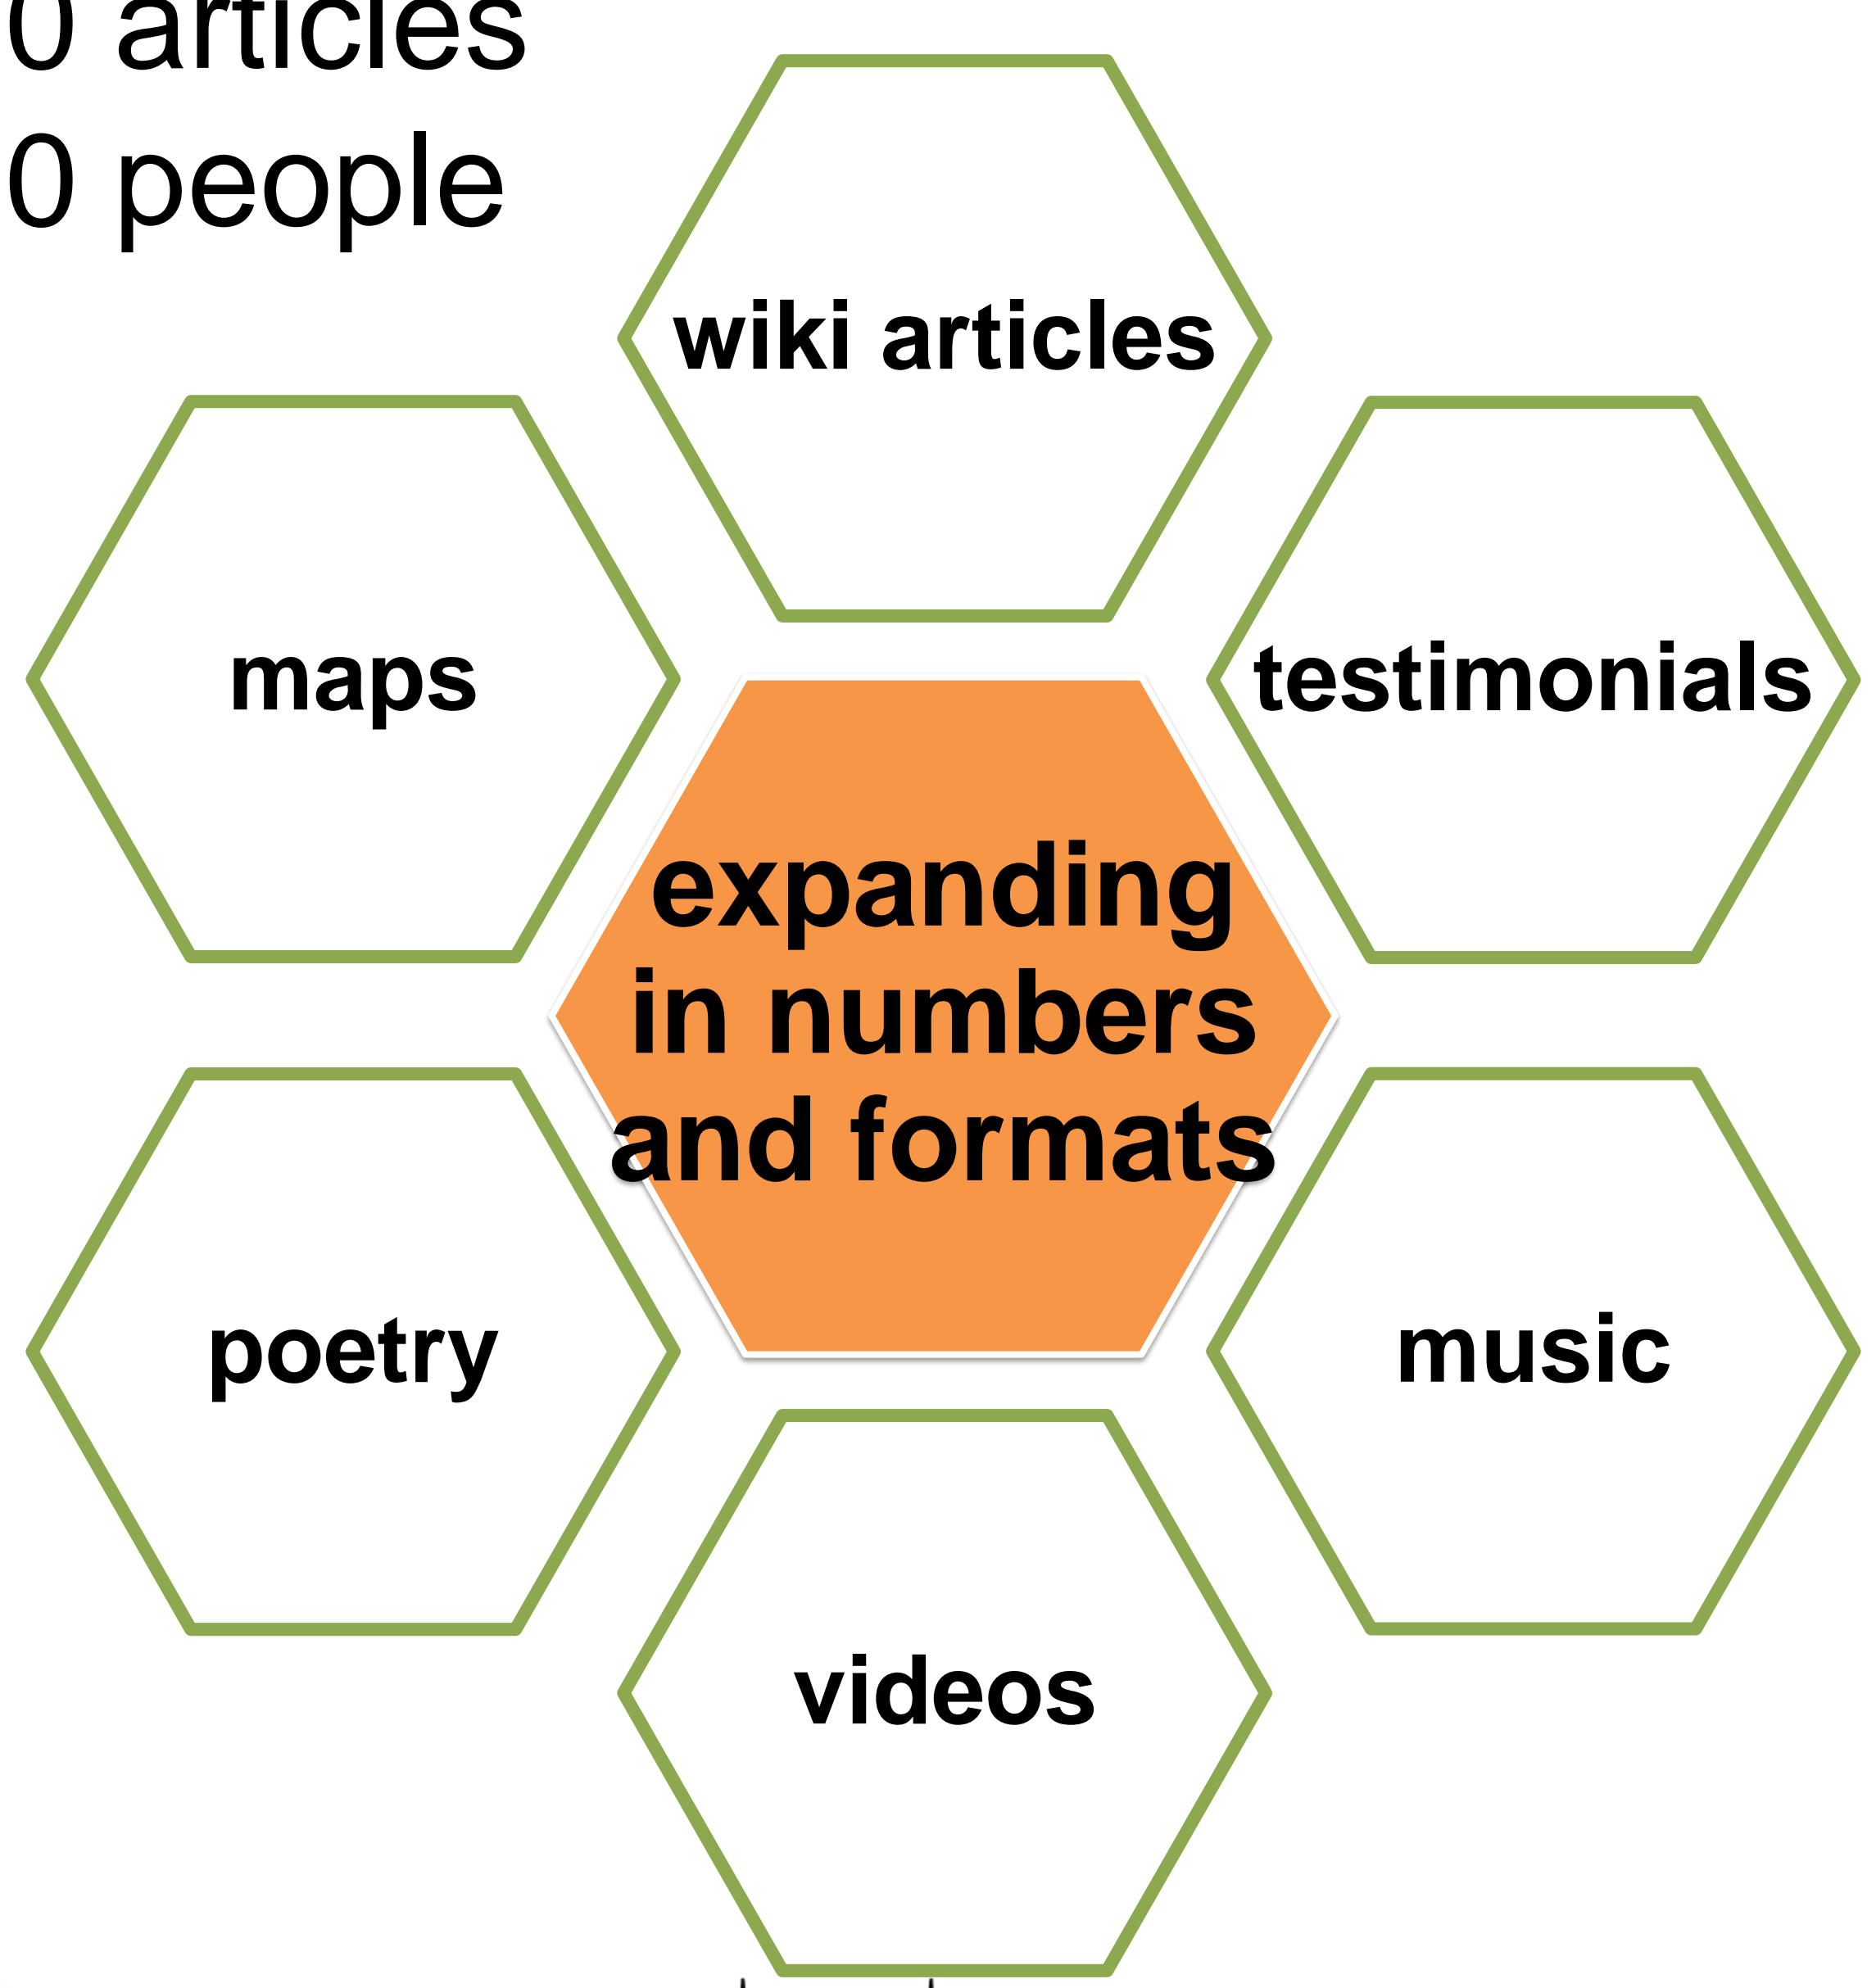 0 articles
0 people
wiki articles
maps
testimonials
expanding
in numbers
and formats
poetry
music
videos